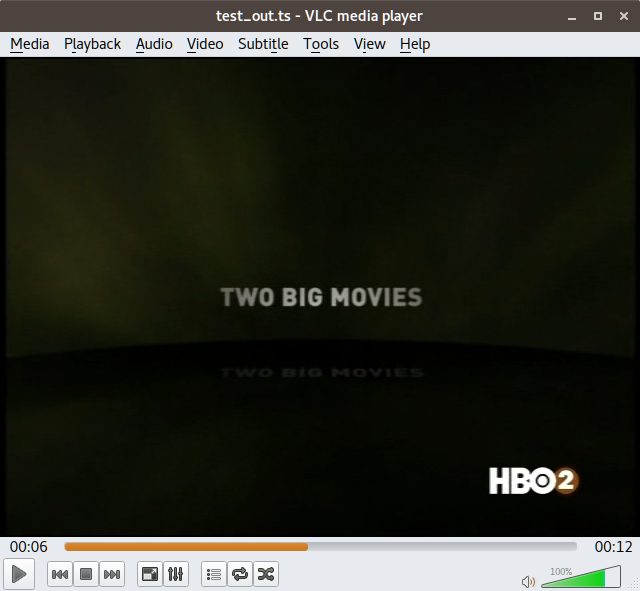 test_out.ts - VLC media player
Media Playback Audio Video Subtitle Tools View Help
TWO BIG MOVIES
TWO BIG MOVIES
HBO2
00:06 00:12
100%